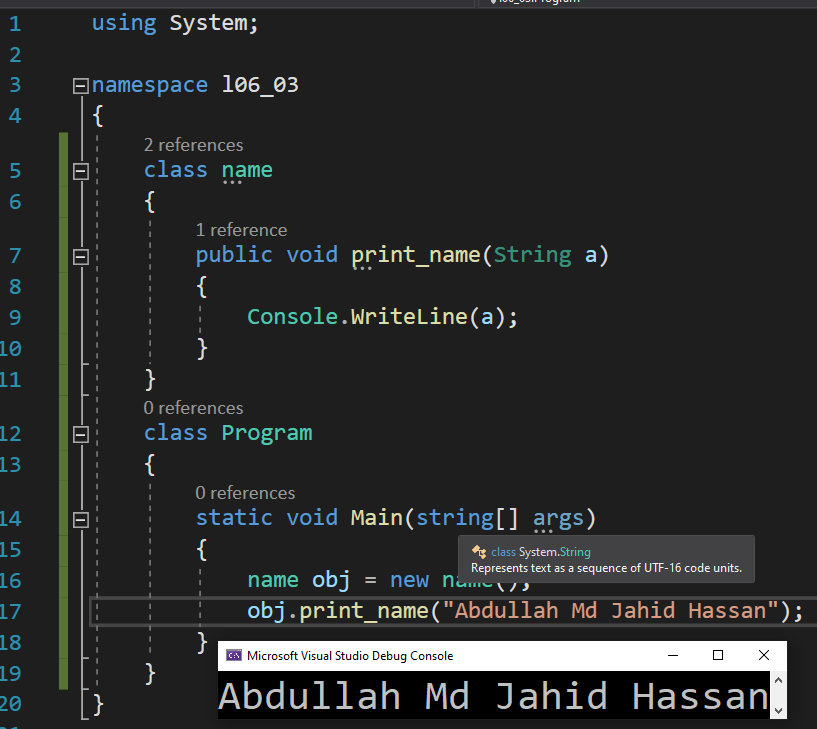 l06_03.Program
1 using System;
2
3 namespace l06_03
4 {
2 references
5 class name
6 {
1 reference
7 public void print_name(String a)
8 {
9 Console.WriteLine(a);
10 }
11 }
0 references
12 class Program
13 {
0 references
14 static void Main(string[] args)
15 {
class System.String
Represents text as a sequence of UTF-16 code units.
16 name obj = new name();
17 obj.print_name("Abdullah Md Jahid Hassan");
18 }
19 }
20 }
Microsoft Visual Studio Debug Console
Abdullah Md Jahid Hassan